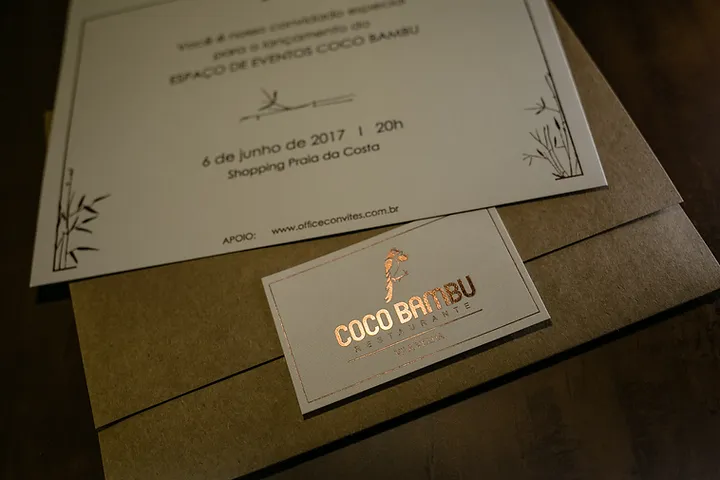 Você é nosso convidado especial
para o lançamento do
ESPAÇO DE EVENTOS COCO BAMBU
6 de junho de 2017 | 20h
Shopping Praia da Costa
APOIO: www.officeconvites.com.br
COCO BAMBU
RESTAURANTE